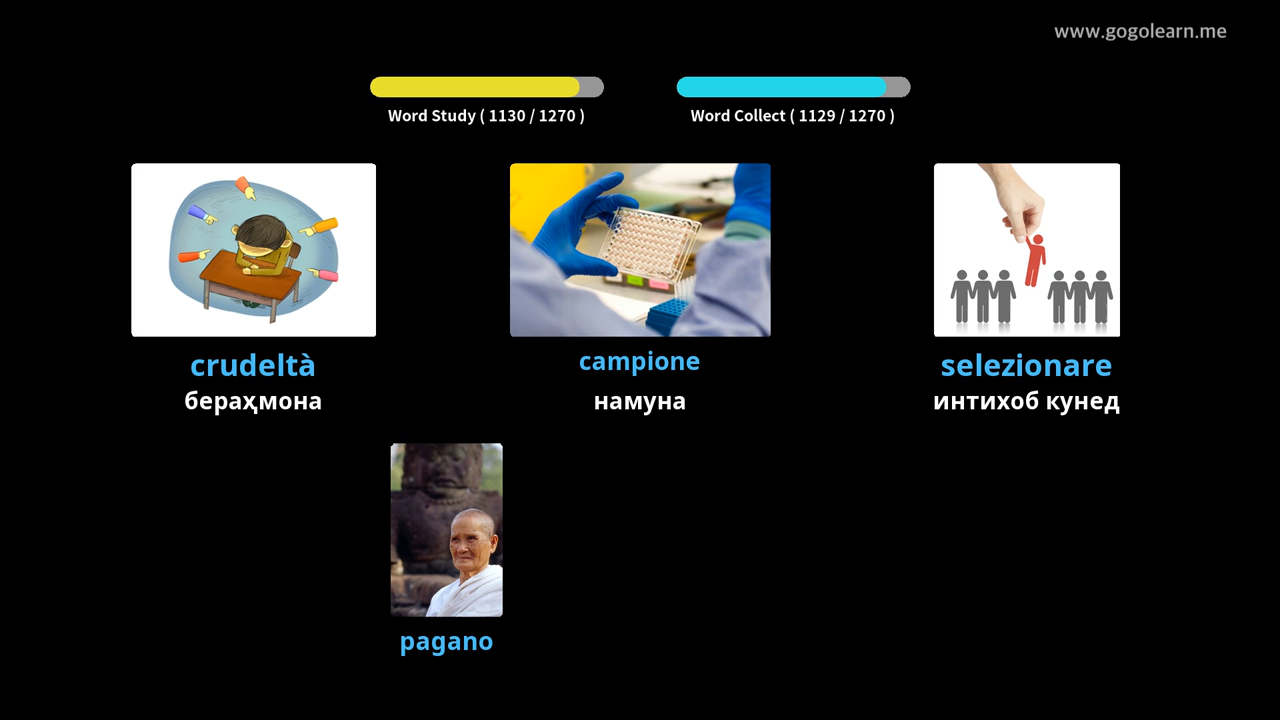 www.gogolearn.me
Word Study ( 1130 / 1270 )
Word Collect ( 1129 / 1270 )
crudeltà
campione
selezionare
бераҳмона
намуна
интихоб кунед
pagano